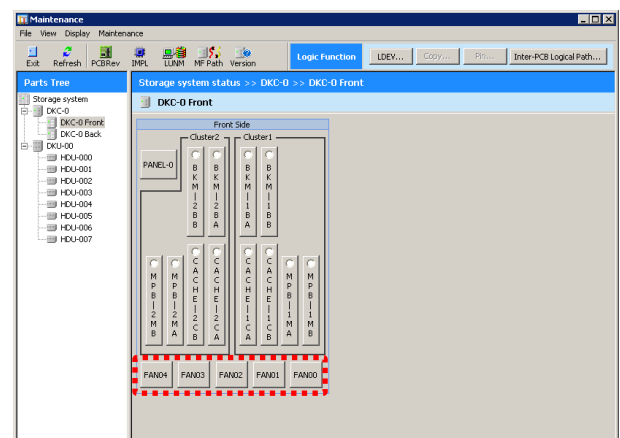 Maintenance
File View Display Maintenance
Exit Refresh PCBRev IMPL LUNM MF Path Version
Logic Function LDEV... Copy... Pin... Inter-PCB Logical Path...
Parts Tree
Storage system
DKC-0
DKC-0 Front
DKC-0 Back
DKU-00
HDU-000
HDU-001
HDU-002
HDU-003
HDU-004
HDU-005
HDU-006
HDU-007
Storage system status >> DKC-0 >> DKC-0 Front
DKC-0 Front
Front Side
Cluster2 Cluster1
PANEL-0
BKM-2BB
BKM-2BA
BKM-1BA
BKM-1BB
MPB-2MB
MPB-2MA
CACHE-2CB
CACHE-2CA
CACHE-1CA
CACHE-1CB
MPB-1MA
MPB-1MB
FAN04 FAN03 FAN02 FAN01 FAN00